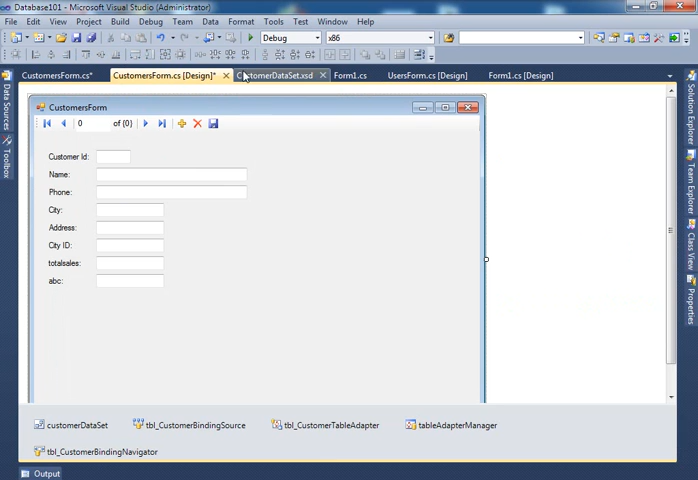 Database101 - Microsoft Visual Studio (Administrator)
File Edit View Project Build Debug Team Data Format Tools Test Window Help
Debug x86
CustomersForm.cs* CustomersForm.cs [Design]* CustomerDataSet.xsd Form1.cs UsersForm.cs [Design] Form1.cs [Design]
Data Sources
Toolbox
CustomersForm
0 of {0}
Customer Id:
Name:
Phone:
City:
Address:
City ID:
totalsales:
abc:
Solution Explorer
Team Explorer
Class View
Properties
customerDataSet tbl_CustomerBindingSource tbl_CustomerTableAdapter tableAdapterManager
tbl_CustomerBindingNavigator
Output